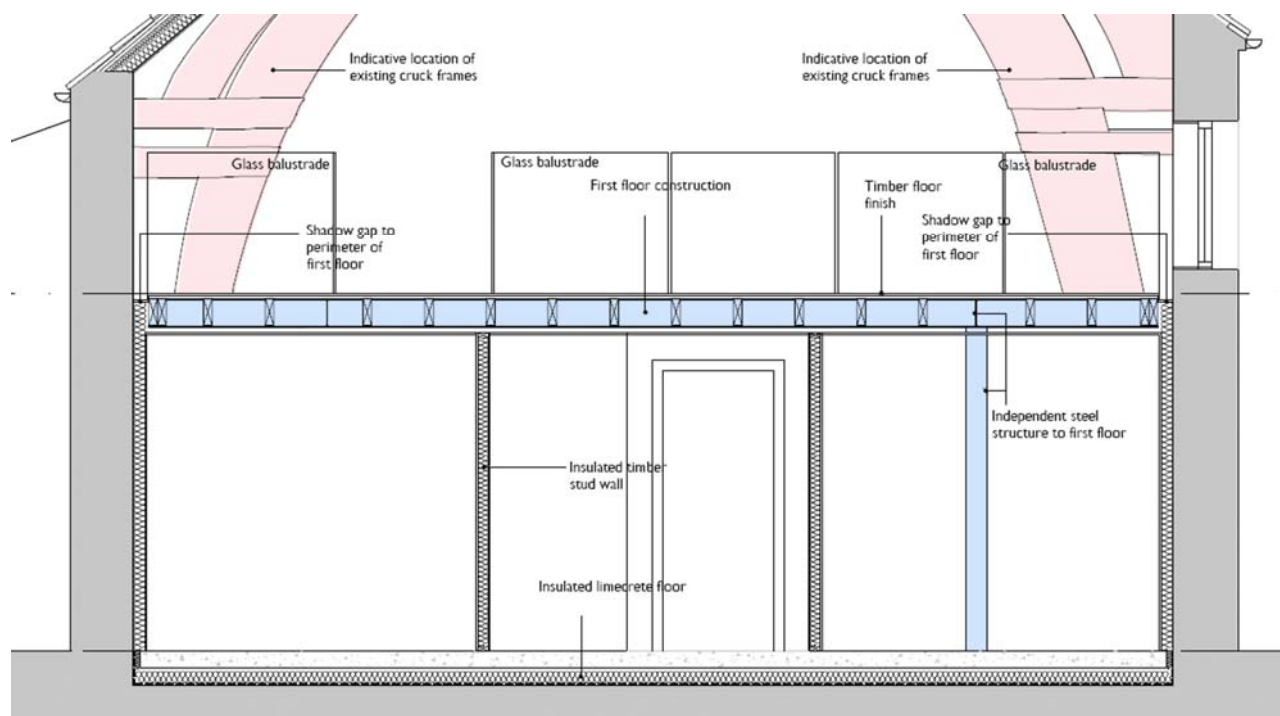 Indicative location of
existing cruck frames
Indicative location of
existing cruck frames
Glass balustrade
Glass balustrade
Glass balustrade
First floor construction
Timber floor
finish
Shadow gap to
perimeter of
first floor
Shadow gap to
perimeter of
first floor
Independent steel
structure to first floor
Insulated timber
stud wall
Insulated limecrete floor